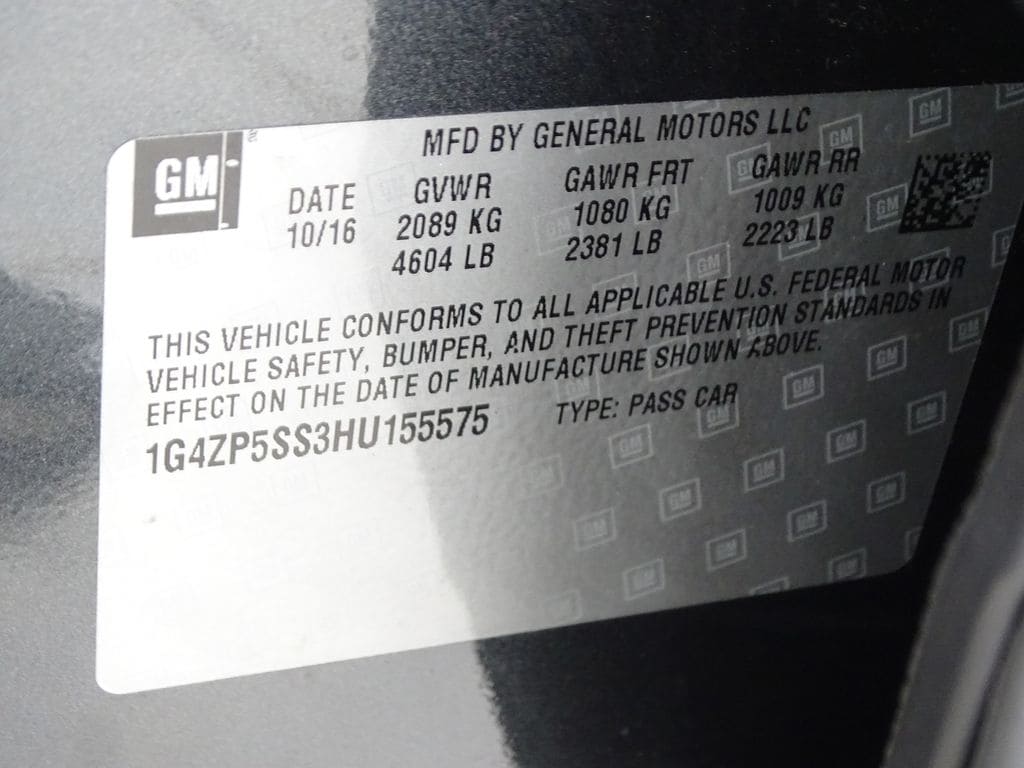 GM
MFD BY GENERAL MOTORS LLC
DATE GVWR GAWR FRT GAWR RR
10/16 2089 KG 1080 KG 1009 KG
4604 LB 2381 LB 2223 LB
THIS VEHICLE CONFORMS TO ALL APPLICABLE U.S. FEDERAL MOTOR
VEHICLE SAFETY, BUMPER, AND THEFT PREVENTION STANDARDS IN
EFFECT ON THE DATE OF MANUFACTURE SHOWN ABOVE.
1G4ZP5SS3HU155575 TYPE: PASS CAR